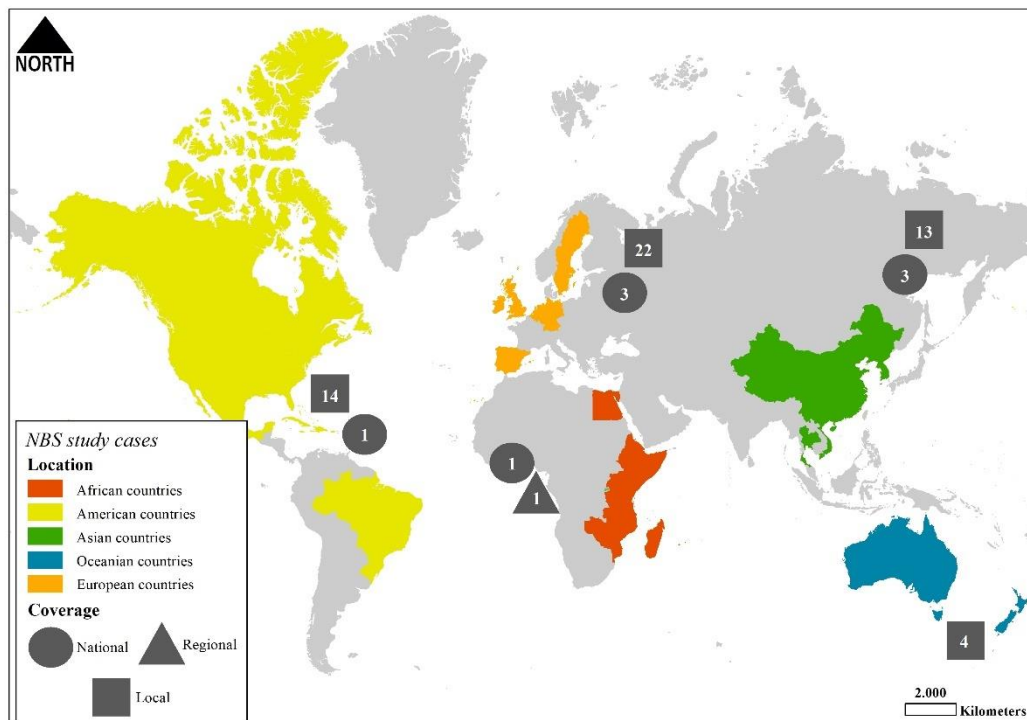 NORTH
13
22
3
3
14
1
1
1
4
NBS study cases
Location
African countries
American countries
Asian countries
Oceanian countries
European countries
Coverage
National
Regional
Local
2.000
Kilometers